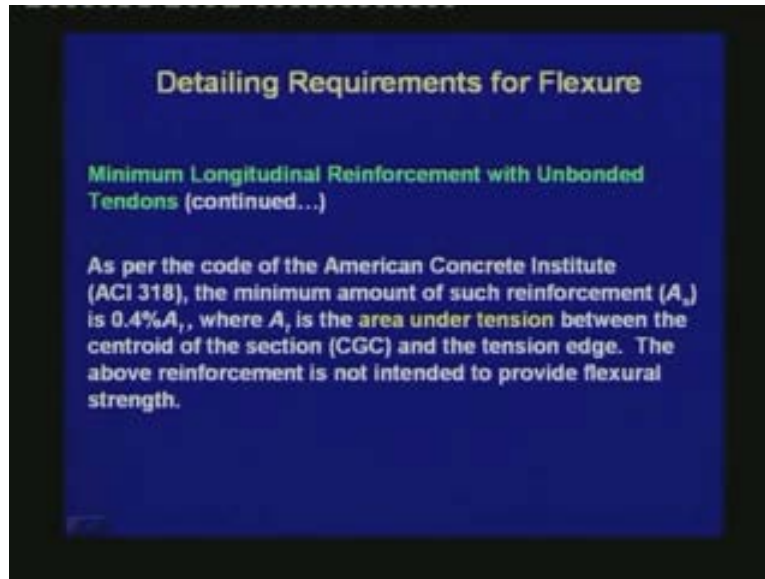 Detailing Requirements for Flexure
Minimum Longitudinal Reinforcement with Unbonded
Tendons (continued...)
As per the code of the American Concrete Institute
(ACI 318), the minimum amount of such reinforcement (Aₛ)
is 0.4%Aₜ, where Aₜ is the area under tension between the
centroid of the section (CGC) and the tension edge. The
above reinforcement is not intended to provide flexural
strength.